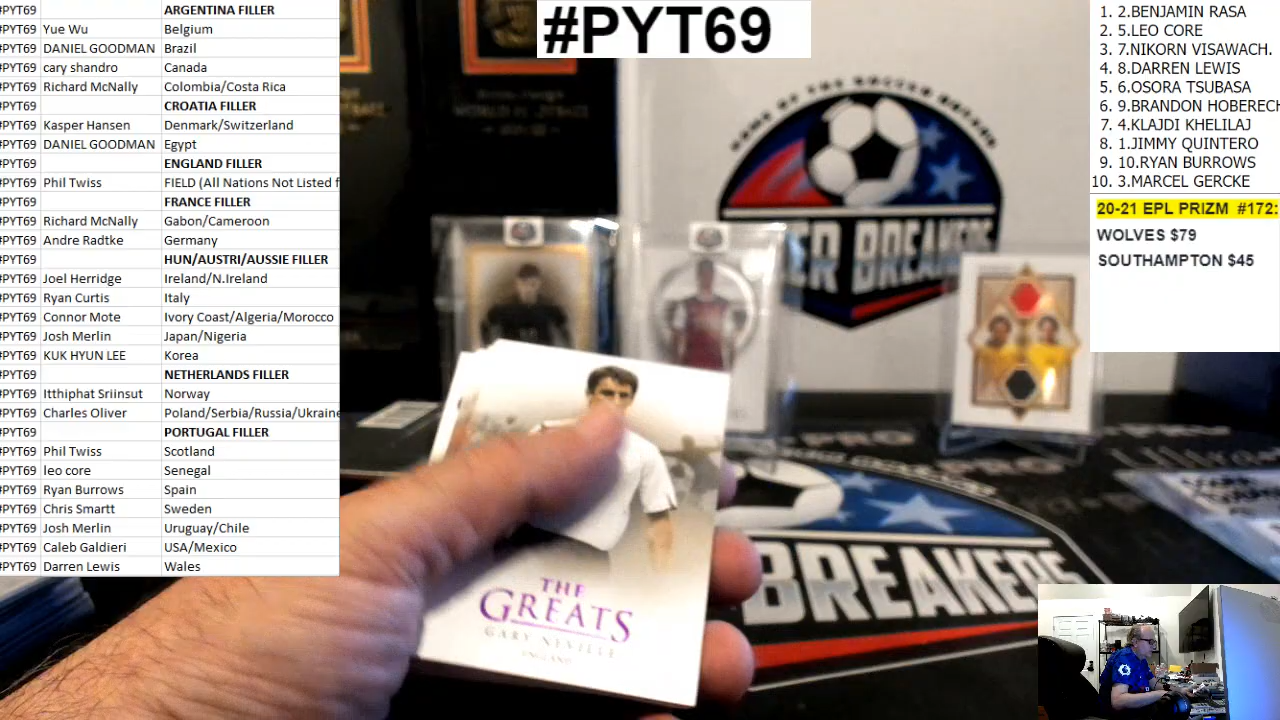 #PYT69
#PYT69 ARGENTINA FILLER
#PYT69 Yue Wu Belgium
#PYT69 DANIEL GOODMAN Brazil
#PYT69 cary shandro Canada
#PYT69 Richard McNally Colombia/Costa Rica
#PYT69 CROATIA FILLER
#PYT69 Kasper Hansen Denmark/Switzerland
#PYT69 DANIEL GOODMAN Egypt
#PYT69 ENGLAND FILLER
#PYT69 Phil Twiss FIELD (All Nations Not Listed f
#PYT69 FRANCE FILLER
#PYT69 Richard McNally Gabon/Cameroon
#PYT69 Andre Radtke Germany
#PYT69 HUN/AUSTRI/AUSSIE FILLER
#PYT69 Joel Herridge Ireland/N.Ireland
#PYT69 Ryan Curtis Italy
#PYT69 Connor Mote Ivory Coast/Algeria/Morocco
#PYT69 Josh Merlin Japan/Nigeria
#PYT69 KUK HYUN LEE Korea
#PYT69 NETHERLANDS FILLER
#PYT69 Itthiphat Sriinsut Norway
#PYT69 Charles Oliver Poland/Serbia/Russia/Ukraine
#PYT69 PORTUGAL FILLER
#PYT69 Phil Twiss Scotland
#PYT69 leo core Senegal
#PYT69 Ryan Burrows Spain
#PYT69 Chris Smartt Sweden
#PYT69 Josh Merlin Uruguay/Chile
#PYT69 Caleb Galdieri USA/Mexico
#PYT69 Darren Lewis Wales
1. 2.BENJAMIN RASA
2. 5.LEO CORE
3. 7.NIKORN VISAWACH.
4. 8.DARREN LEWIS
5. 6.OSORA TSUBASA
6. 9.BRANDON HOBERECH
7. 4.KLAJDI KHELILAJ
8. 1.JIMMY QUINTERO
9. 10.RYAN BURROWS
10. 3.MARCEL GERCKE
20-21 EPL PRIZM #172:
WOLVES $79
SOUTHAMPTON $45
ER BREAKERS
THE
GREATS
GARY NEVILLE
ENGLAND
BREAKERS